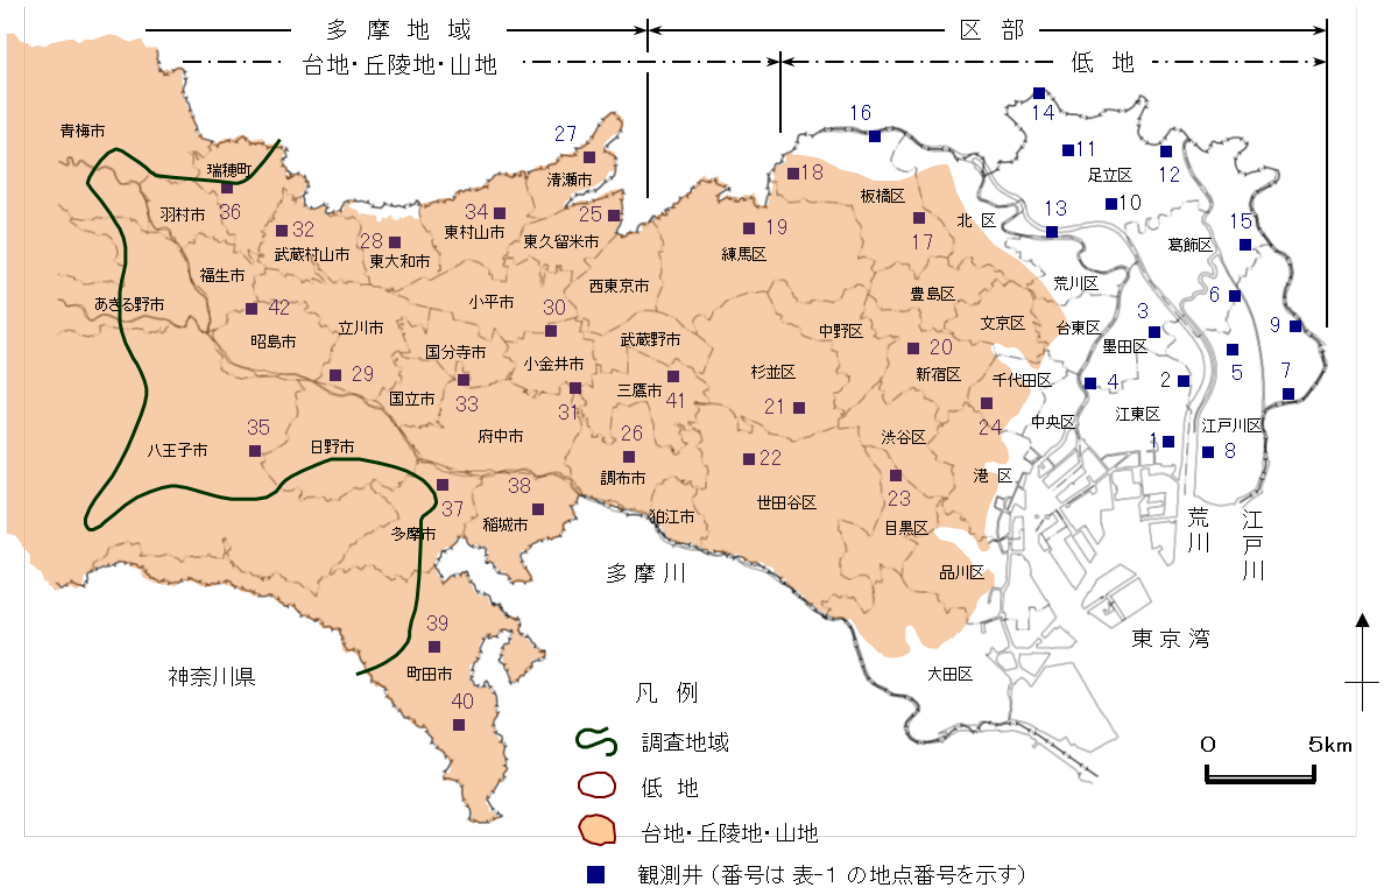 多 摩 地 域
区 部
台地・丘陵地・山地
低 地
青梅市
瑞穂町
羽村市
36
32
武蔵村山市
28
東大和市
34
東村山市
27
清瀬市
25
東久留米市
福生市
あきる野市
42
昭島市
立川市
29
小平市
30
西東京市
国分寺市
33
国立市
小金井市
31
武蔵野市
三鷹市
41
府中市
26
調布市
狛江市
35
八王子市
日野市
37
多摩市
38
稲城市
39
町田市
40
16
18
板橋区
17
北 区
19
練馬区
豊島区
中野区
文京区
20
新宿区
杉並区
21
千代田区
24
22
世田谷区
渋谷区
23
目黒区
港 区
品川区
大田区
14
11
足立区
12
10
13
15
葛飾区
荒川区
台東区
6
3
墨田区
9
5
7
4
2
中央区
江東区
1
江戸川区
8
荒川
江戸川
多 摩 川
東 京 湾
神奈川県
0 5km
凡 例
調査地域
低 地
台地・丘陵地・山地
観測井 (番号は 表-1 の地点番号を示す)